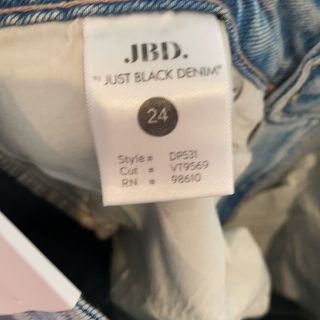 JBD.
"JUST BLACK DENIM"
24
Style # DP531
Cut # VT9569
RN # 98610